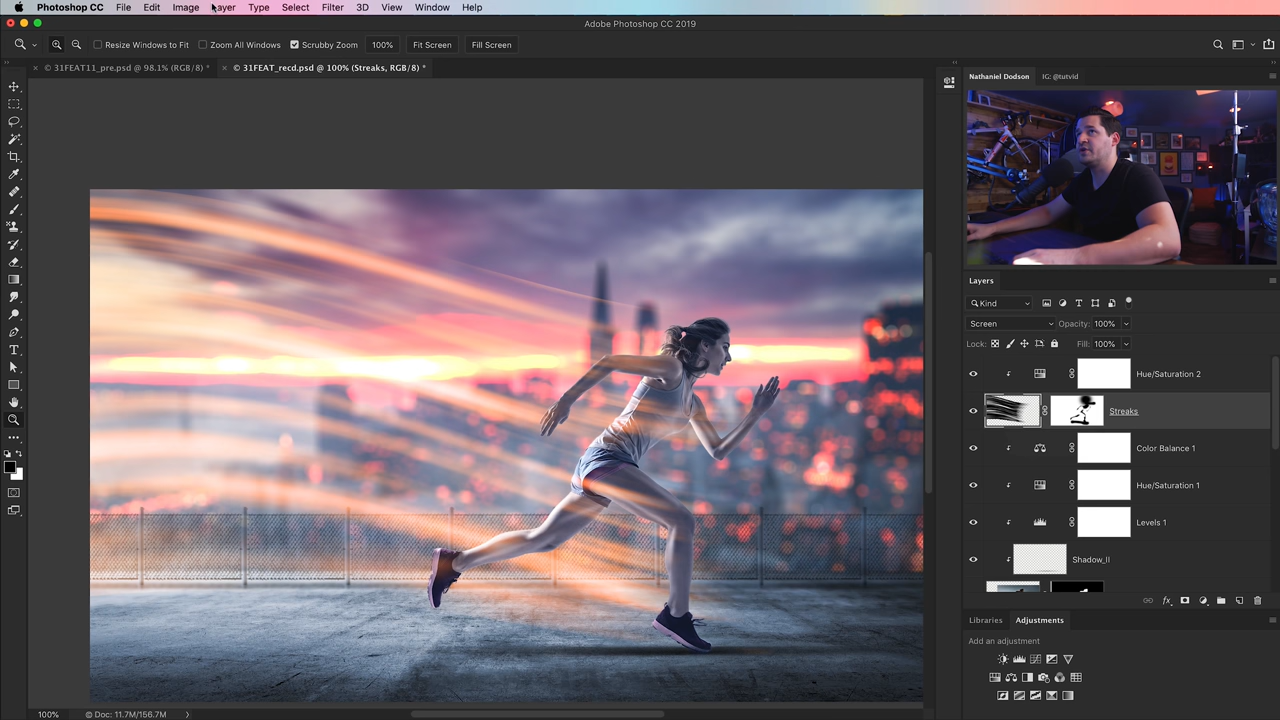 Photoshop CC File Edit Image Layer Type Select Filter 3D View Window Help
Adobe Photoshop CC 2019
Resize Windows to Fit Zoom All Windows Scrubby Zoom 100% Fit Screen Fill Screen
× 31FEAT11_pre.psd @ 98.1% (RGB/8) * × 31FEAT_recd.psd @ 100% (Streaks, RGB/8) *
Nathaniel Dodson IG: @tutvid
Layers
Kind
Screen Opacity: 100%
Lock: Fill: 100%
Hue/Saturation 2
Streaks
Color Balance 1
Hue/Saturation 1
Levels 1
Shadow_II
fx
Libraries Adjustments
Add an adjustment
100% Doc: 11.7M/156.7M